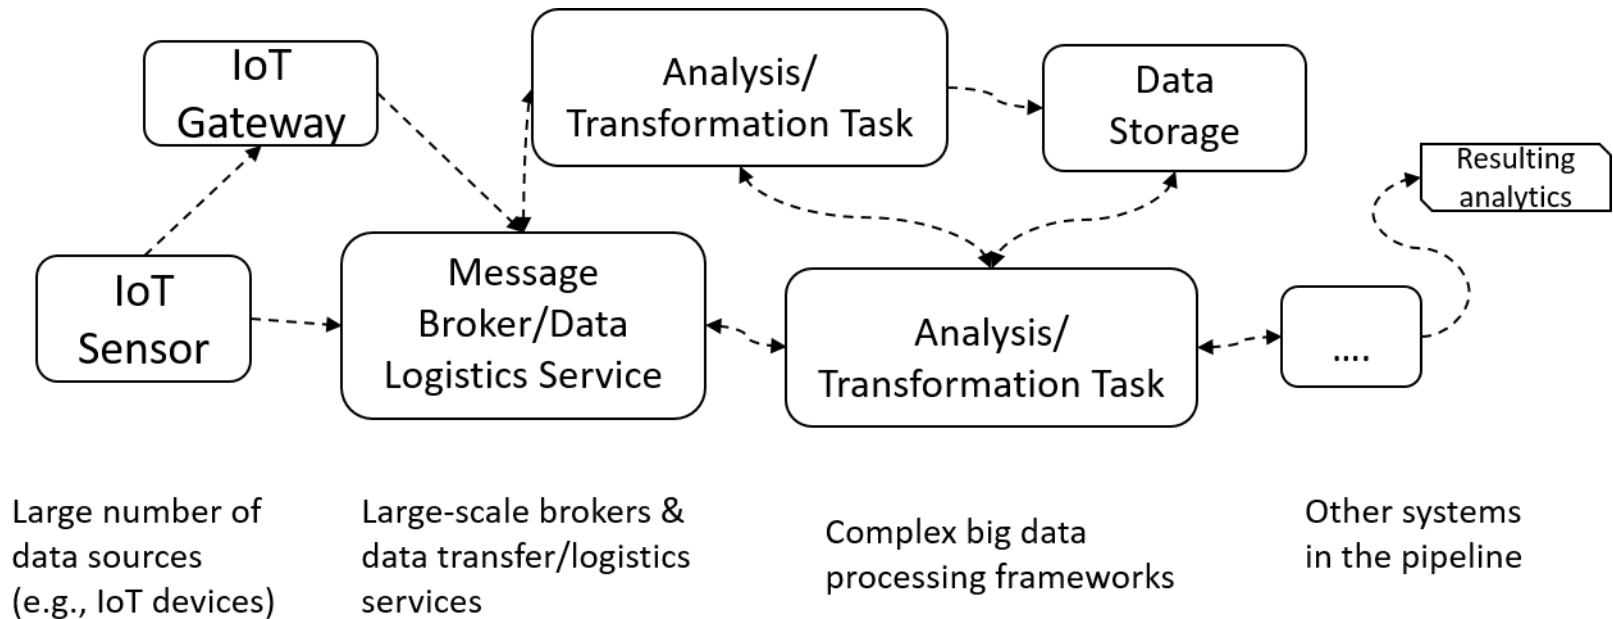 IoT
Gateway
Analysis/
Transformation Task
Data
Storage
Resulting
analytics
IoT
Sensor
Message
Broker/Data
Logistics Service
Analysis/
Transformation Task
....
Large number of
data sources
(e.g., IoT devices)
Large-scale brokers &
data transfer/logistics
services
Complex big data
processing frameworks
Other systems
in the pipeline